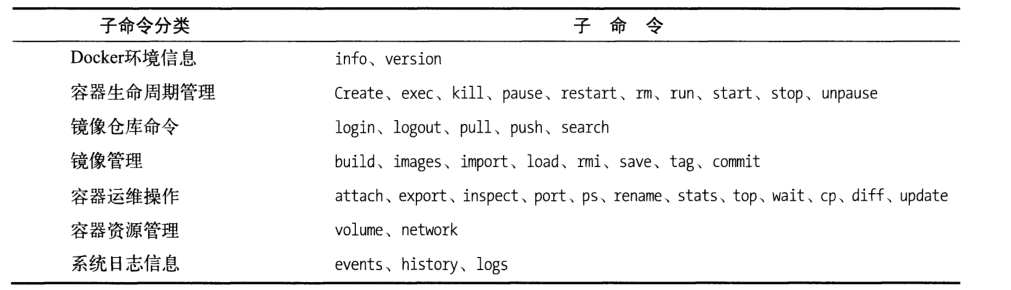 子命令分类 子 命 令
Docker环境信息 info、version
容器生命周期管理 Create、exec、kill、pause、restart、rm、run、start、stop、unpause
镜像仓库命令 login、logout、pull、push、search
镜像管理 build、images、import、load、rmi、save、tag、commit
容器运维操作 attach、export、inspect、port、ps、rename、stats、top、wait、cp、diff、update
容器资源管理 volume、network
系统日志信息 events、history、logs